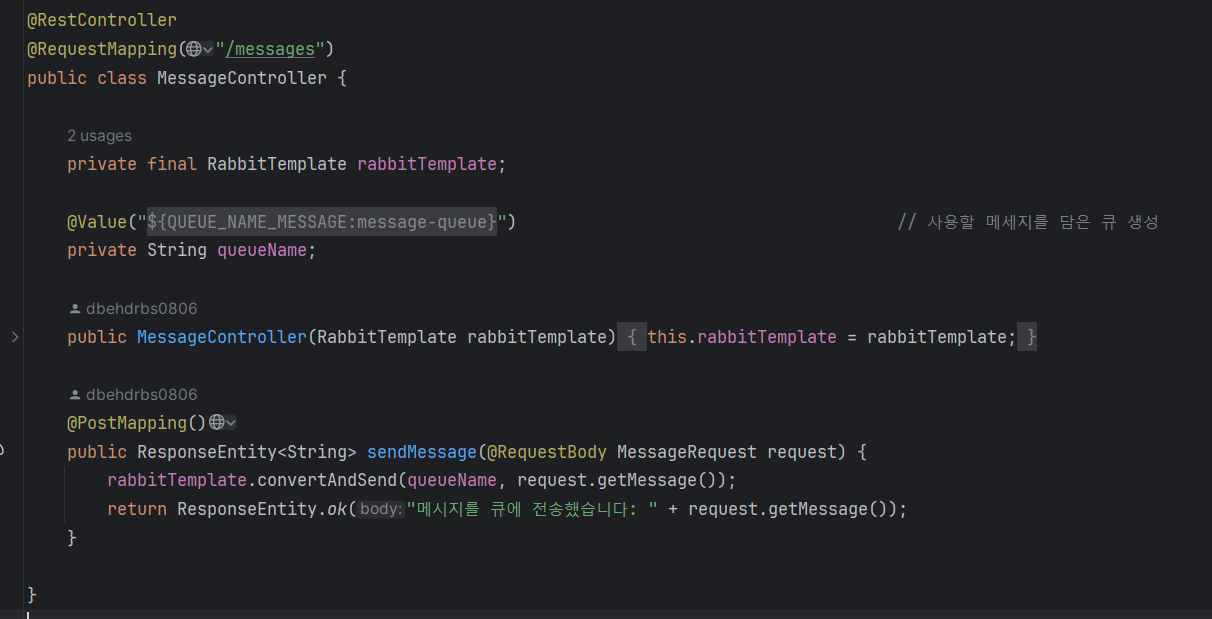 @RestController
@RequestMapping("/messages")
public class MessageController {
2 usages
private final RabbitTemplate rabbitTemplate;
@Value("${QUEUE_NAME_MESSAGE:message-queue}") // 사용할 메세지를 담은 큐 생성
private String queueName;
dbehdrbs0806
public MessageController(RabbitTemplate rabbitTemplate) { this.rabbitTemplate = rabbitTemplate; }
dbehdrbs0806
@PostMapping()
public ResponseEntity<String> sendMessage(@RequestBody MessageRequest request) {
rabbitTemplate.convertAndSend(queueName, request.getMessage());
return ResponseEntity.ok( body: "메시지를 큐에 전송했습니다: " + request.getMessage());
}
}